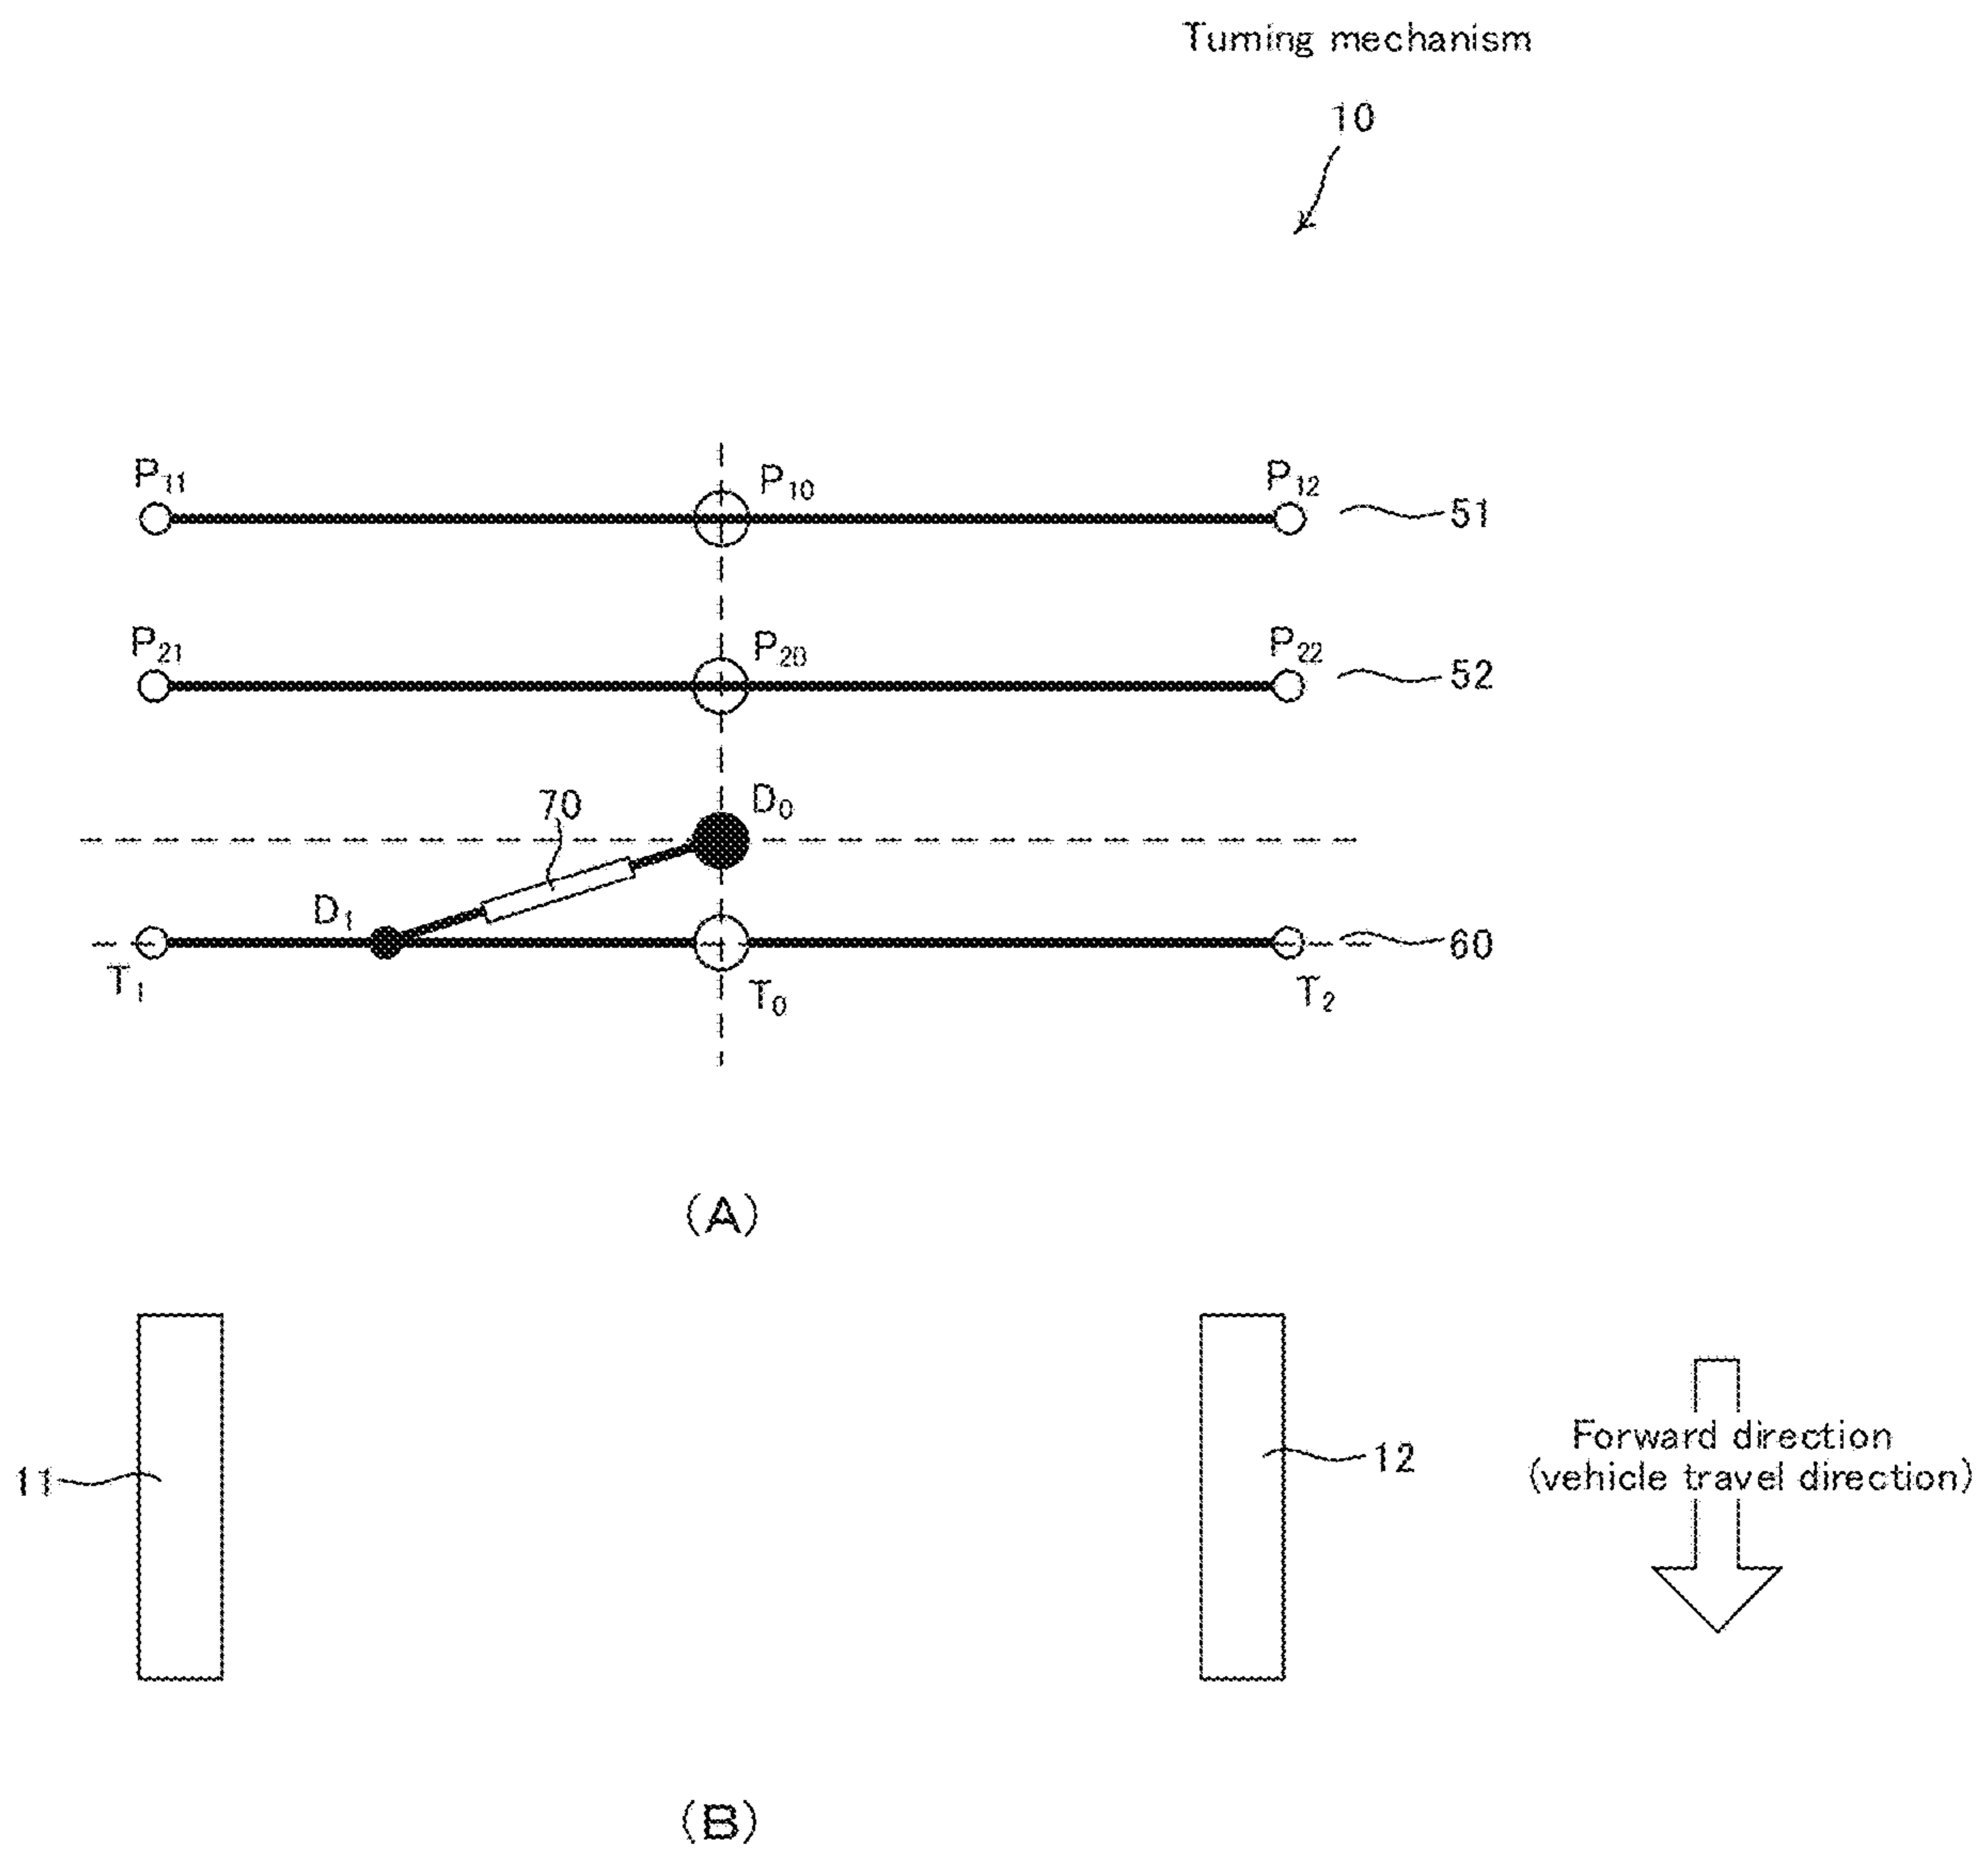 Tuming mechanism
10
P11 P10 P12
51
P21 P20 P22
52
70 D0
D1
60
T1 T0 T2
(A)
11
12
Forward direction
(vehicle travel direction)
(B)